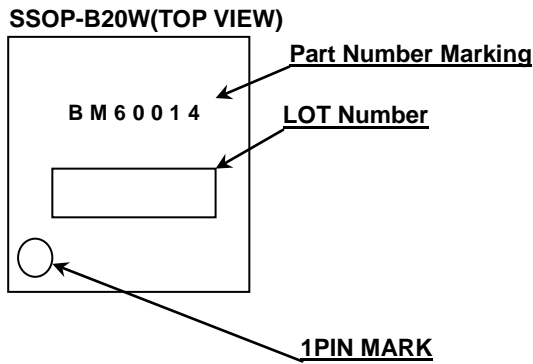 SSOP-B20W(TOP VIEW)
Part Number Marking
BM60014
LOT Number
1PIN MARK